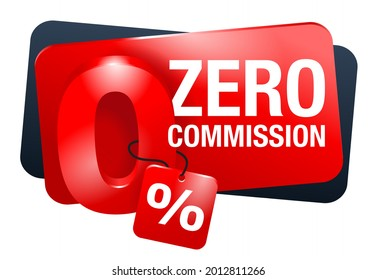 0 ZERO
COMMISSION
%
shutterstock.com · 2012811266